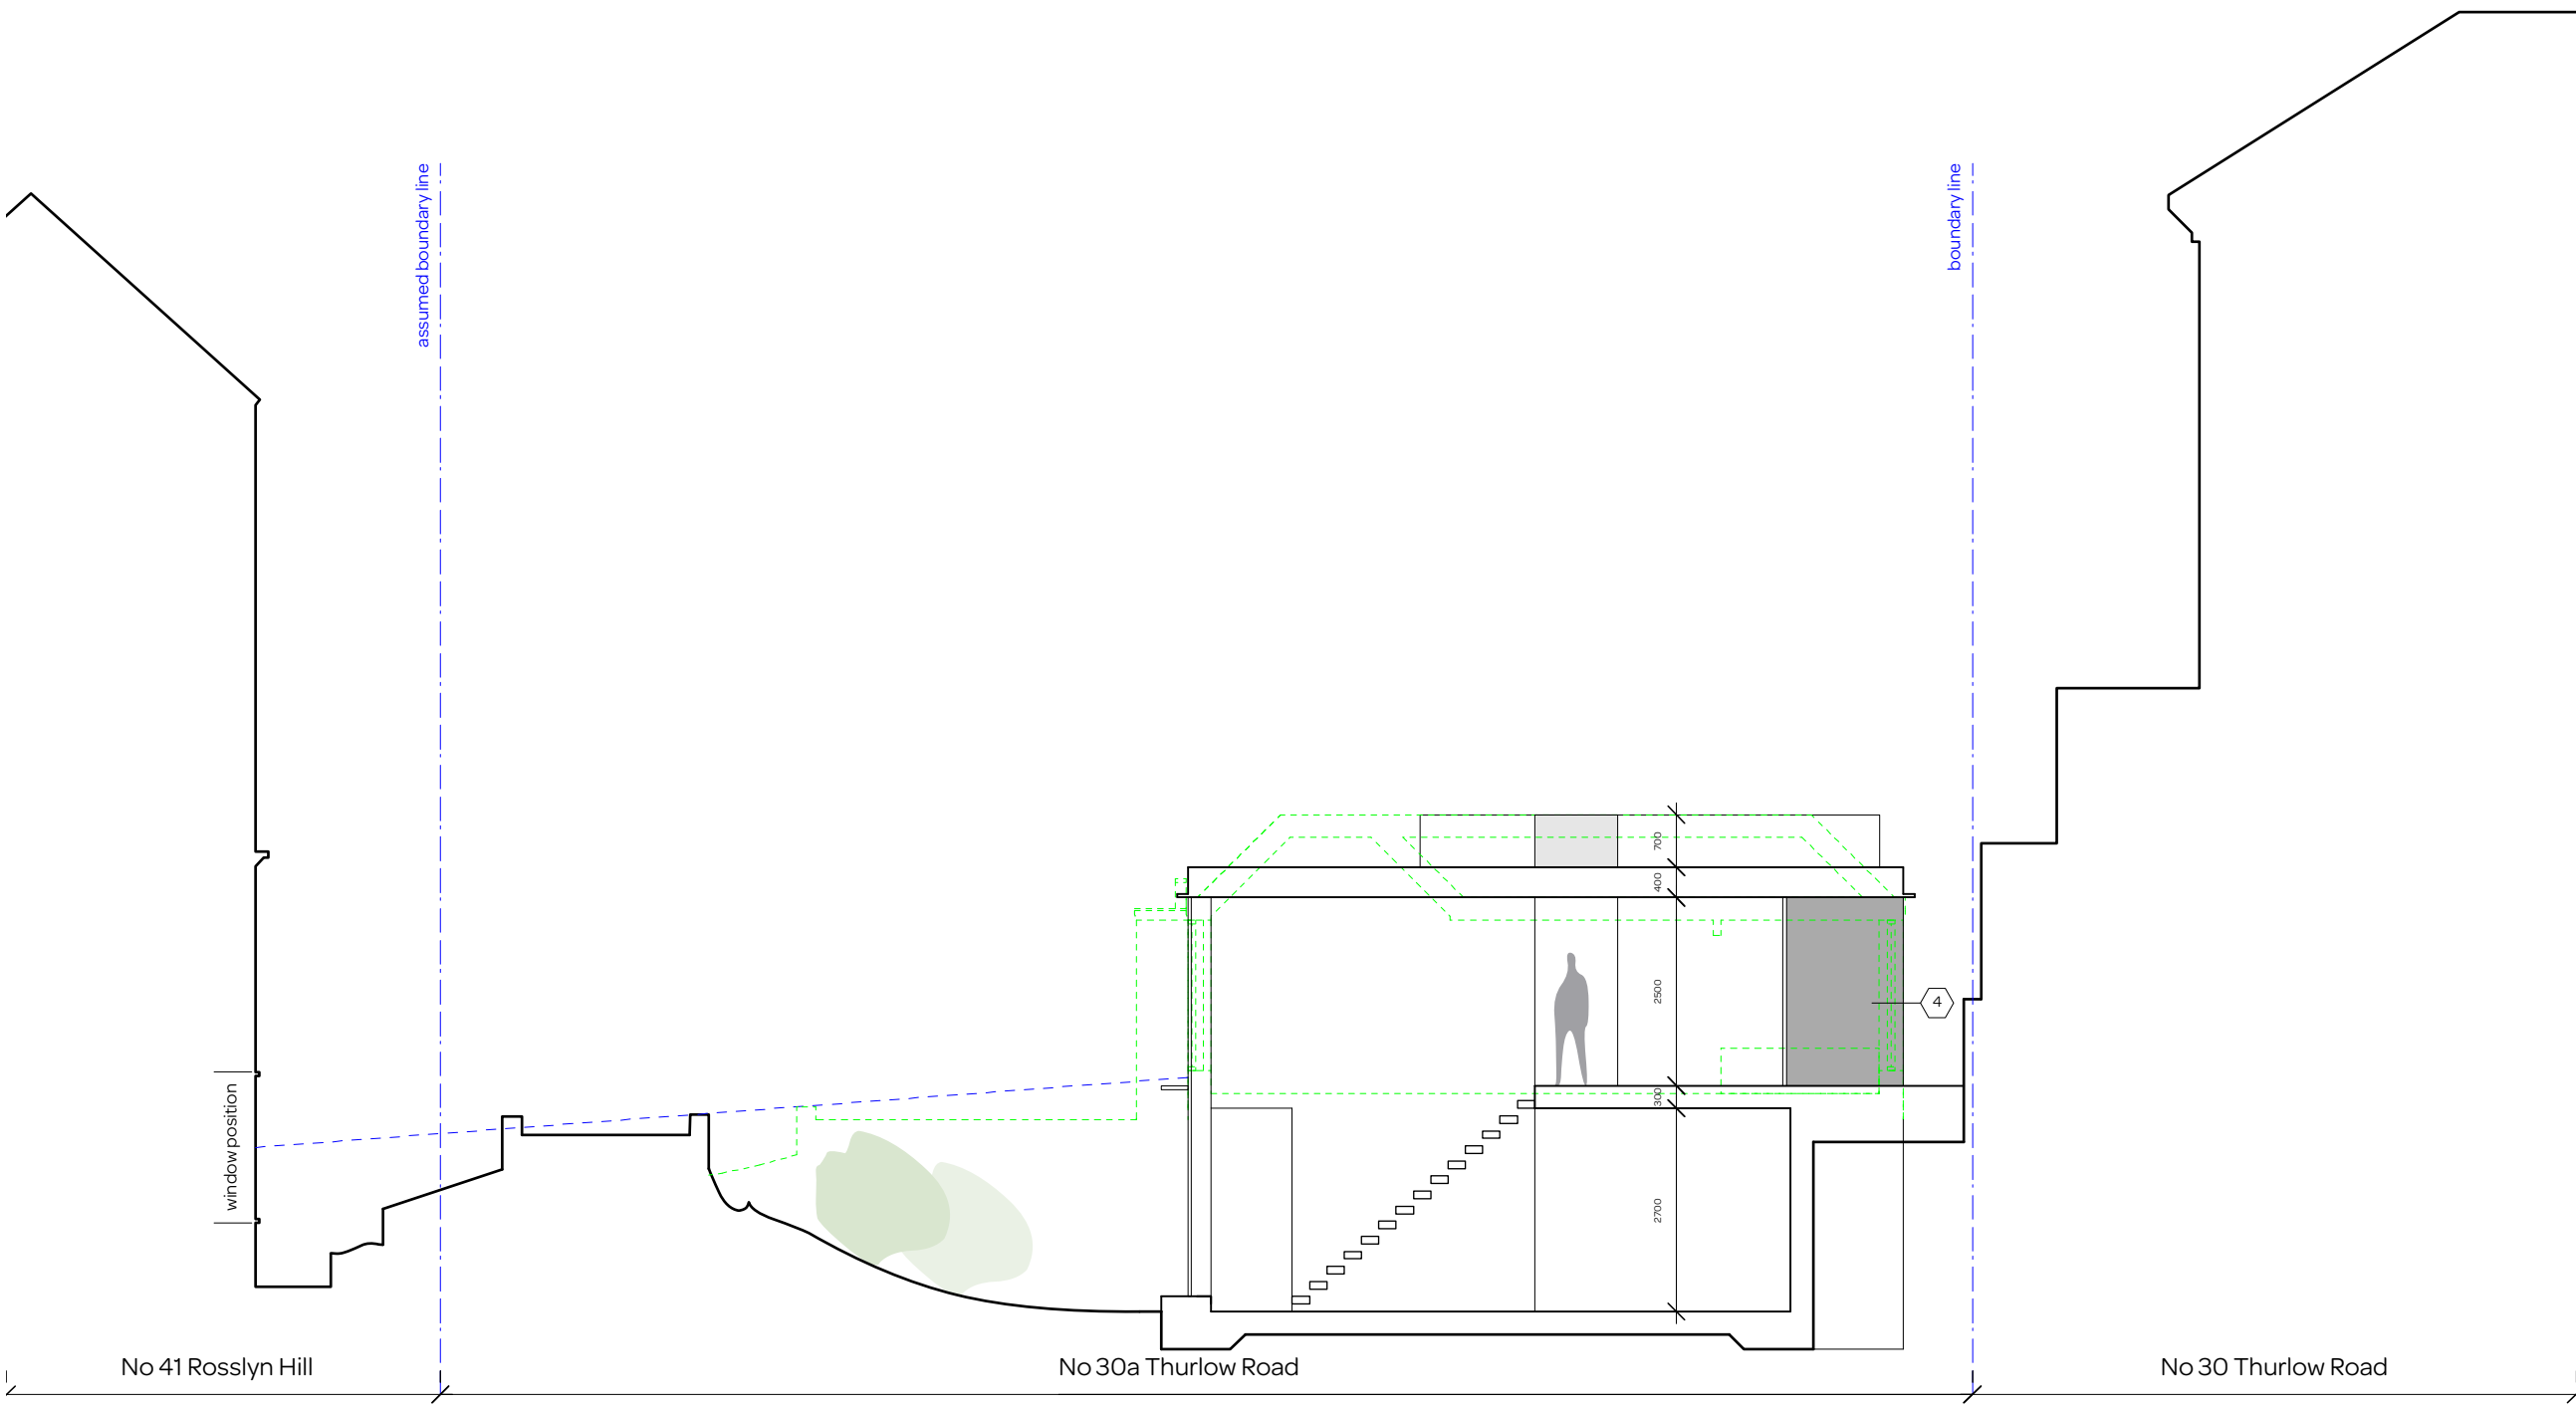 assumed boundary line
boundary line
700
400
2500
4
300
window position
2700
No 41 Rosslyn Hill
No 30a Thurlow Road
No 30 Thurlow Road